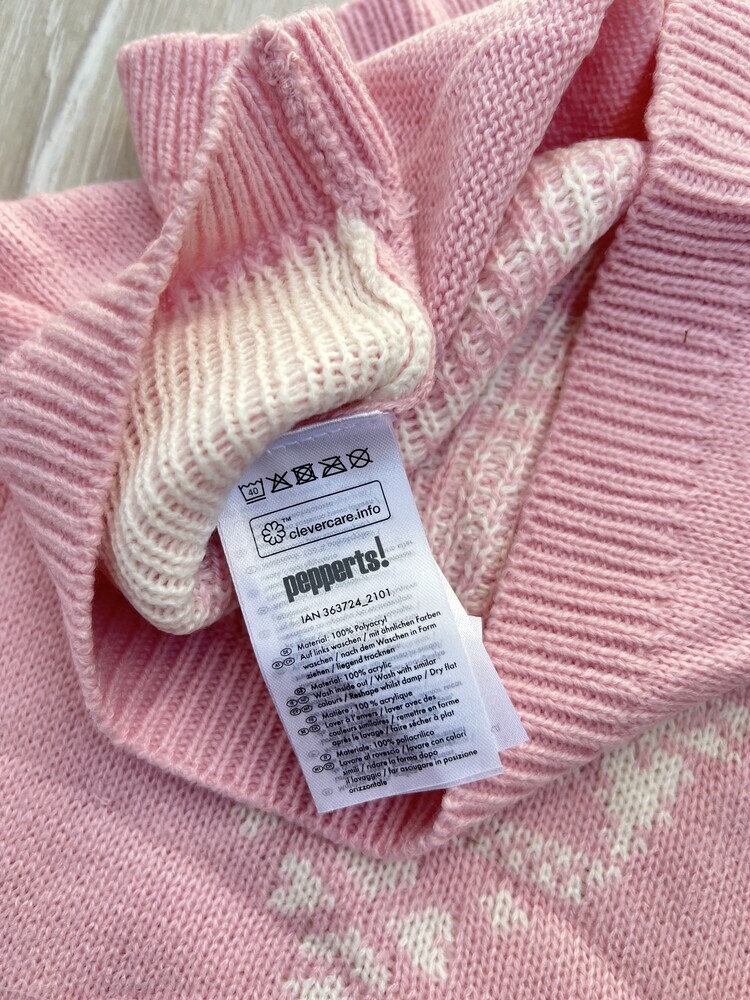 40
™
clevercare.info
pepperts!
IAN 363724_2101
Material: 100% Polyacryl
Auf links waschen / mit ähnlichen Farben
waschen / nach dem Waschen in Form
ziehen / liegend trocknen
Material: 100% acrylic
Wash inside out / Wash with similar
colours / Reshape whilst damp / Dry flat
Matière: 100 % acrylique
Laver à l'envers / laver avec des
couleurs similaires / remettre en forme
après le lavage / faire sécher à plat
Materiale: 100% poliacrilico
Lavare al rovescio / lavare con colori
simili / ridare la forma dopo
il lavaggio / far asciugare in posizione
orizzontale